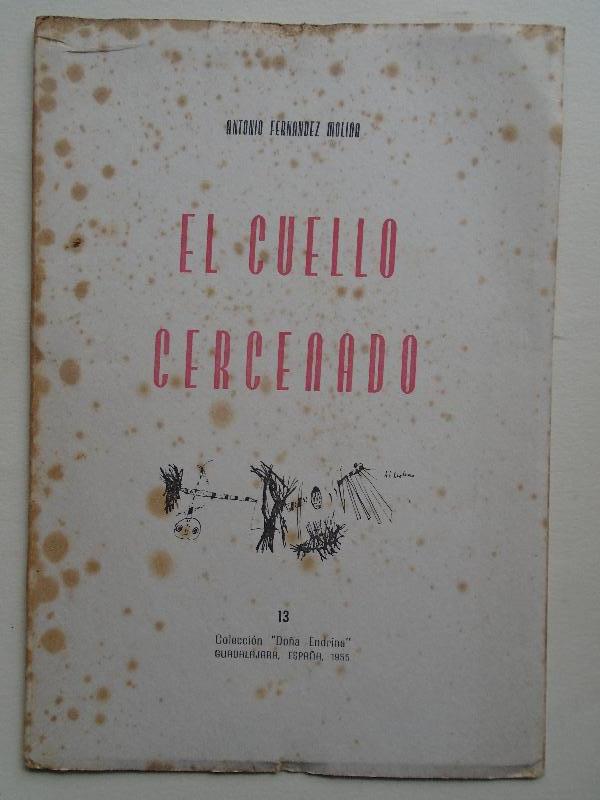 ANTONIO FERNANDEZ MOLINA
EL CUELLO
CERCENADO
13
Colección "Doña Endrina"
GUADALAJARA, ESPAÑA, 1955